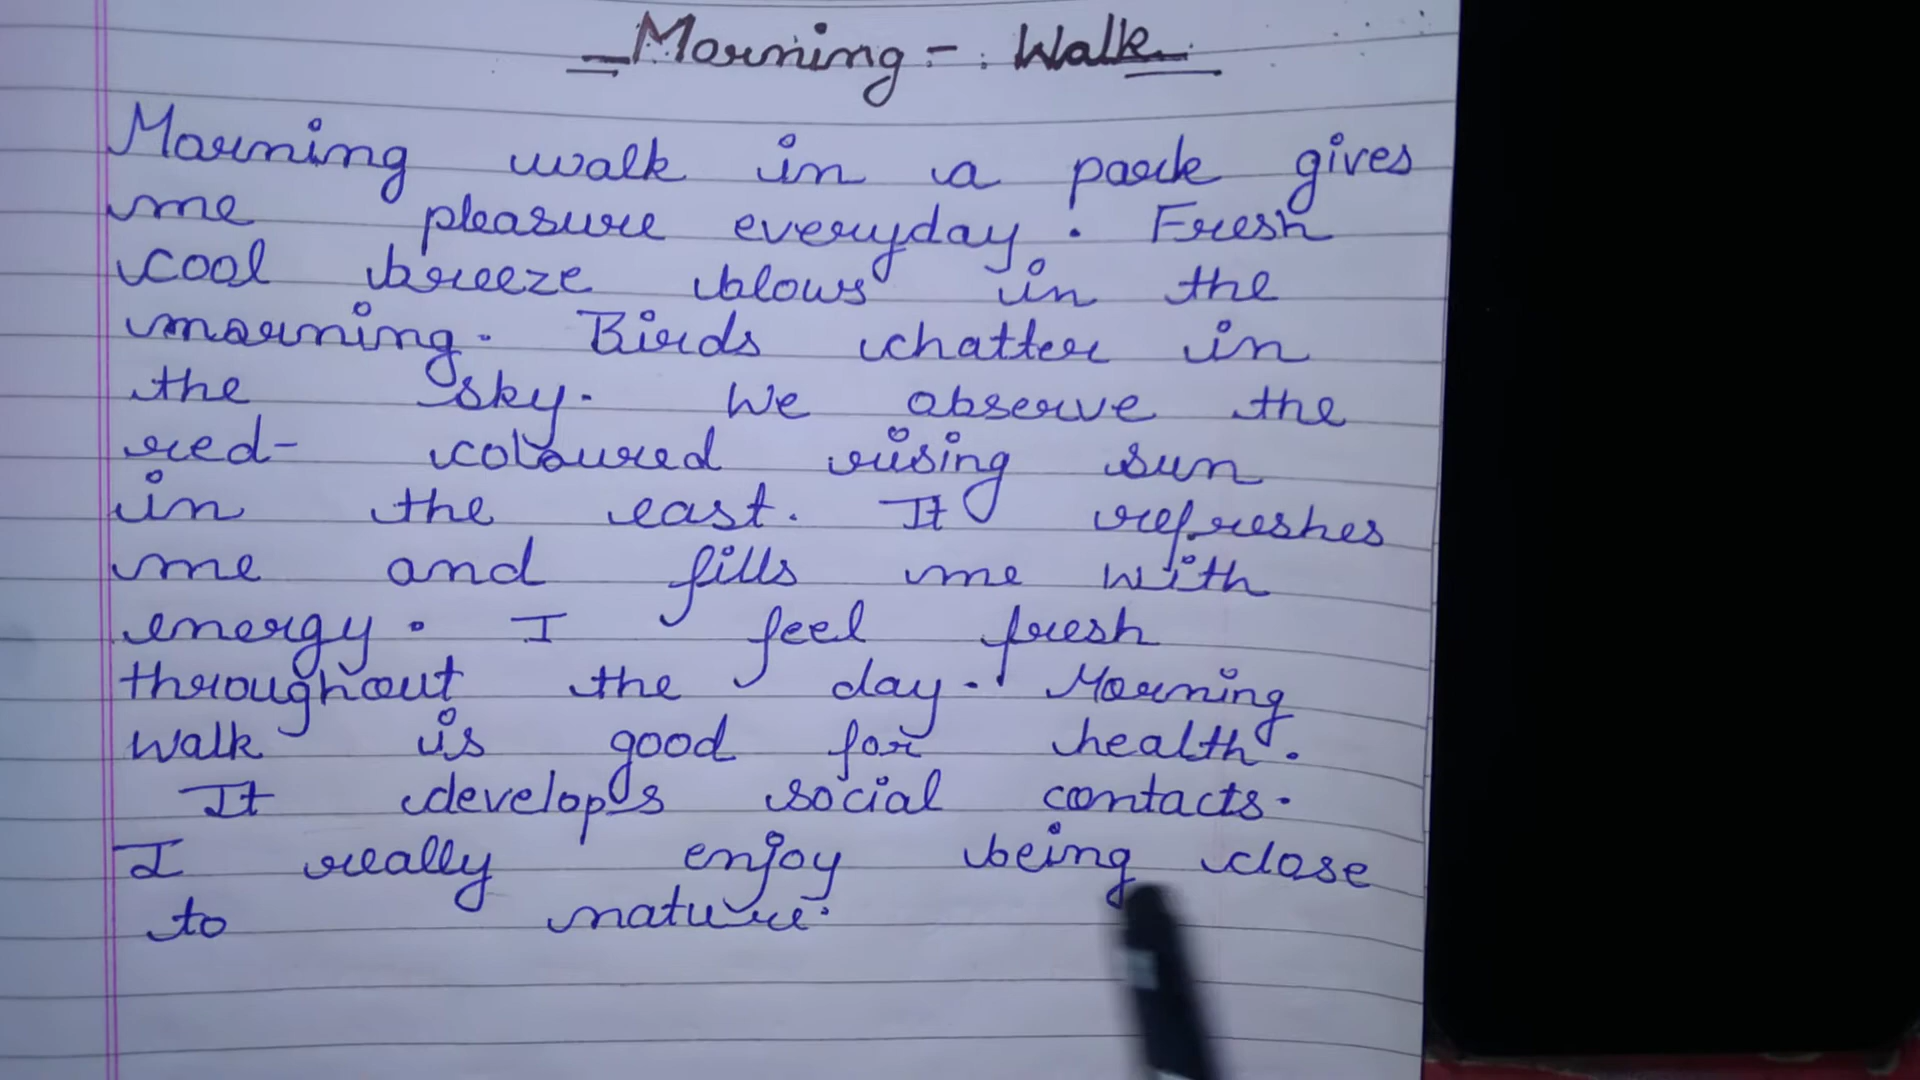 Morning - Walk
Morning walk in a park gives
me pleasure everyday. Fresh
cool breeze blows in the
morning. Birds chatter in
the sky. We observe the
red- coloured rising sun
in the east. It refreshes
me and fills me with
energy. I feel fresh
throughout the day. Morning
walk is good for health.
It develops social contacts.
I really enjoy being close
to nature.